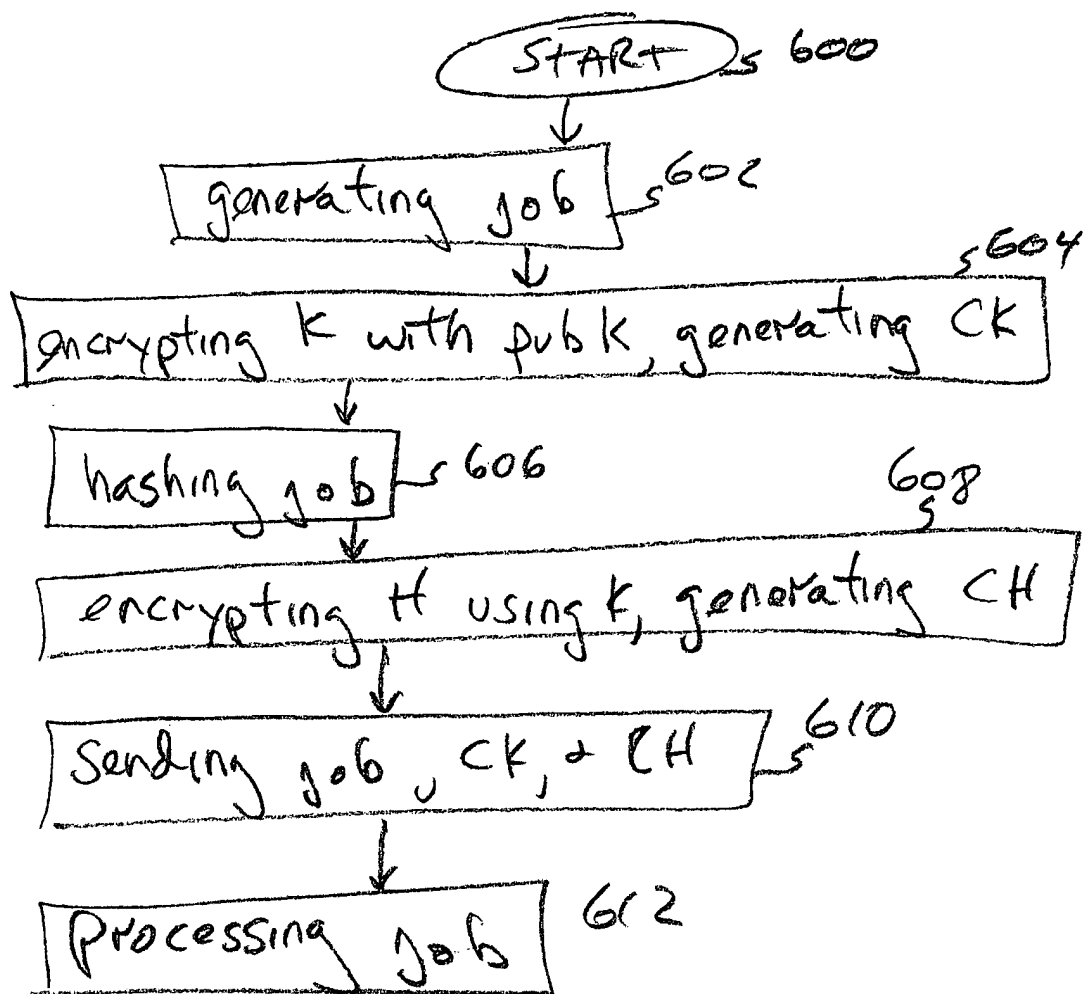 START 600
generating job 602
604
encrypting K with pubK, generating CK
hashing job 606
608
encrypting H using K, generating CH
sending job, CK, & CH 610
processing job 612